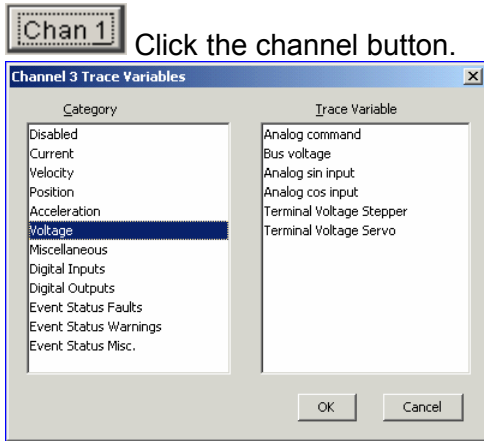 Chan 1 Click the channel button.
Channel 3 Trace Variables
Category
Disabled
Current
Velocity
Position
Acceleration
Voltage
Miscellaneous
Digital Inputs
Digital Outputs
Event Status Faults
Event Status Warnings
Event Status Misc.
Trace Variable
Analog command
Bus voltage
Analog sin input
Analog cos input
Terminal Voltage Stepper
Terminal Voltage Servo
OK Cancel